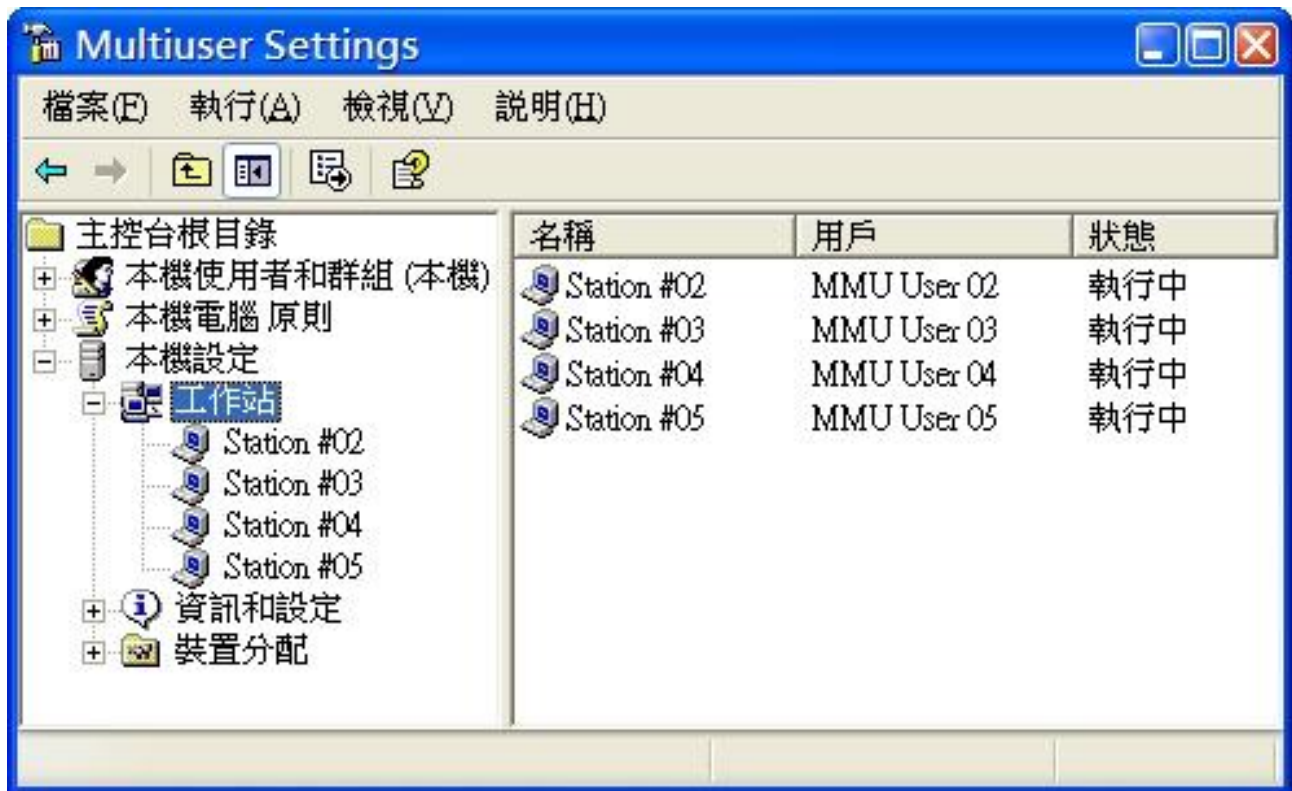 Multiuser Settings
檔案(F) 執行(A) 檢視(V) 說明(H)
主控台根目錄
本機使用者和群組 (本機)
本機電腦 原則
本機設定
工作站
Station #02
Station #03
Station #04
Station #05
資訊和設定
裝置分配
名稱 用戶 狀態
Station #02 MMU User 02 執行中
Station #03 MMU User 03 執行中
Station #04 MMU User 04 執行中
Station #05 MMU User 05 執行中